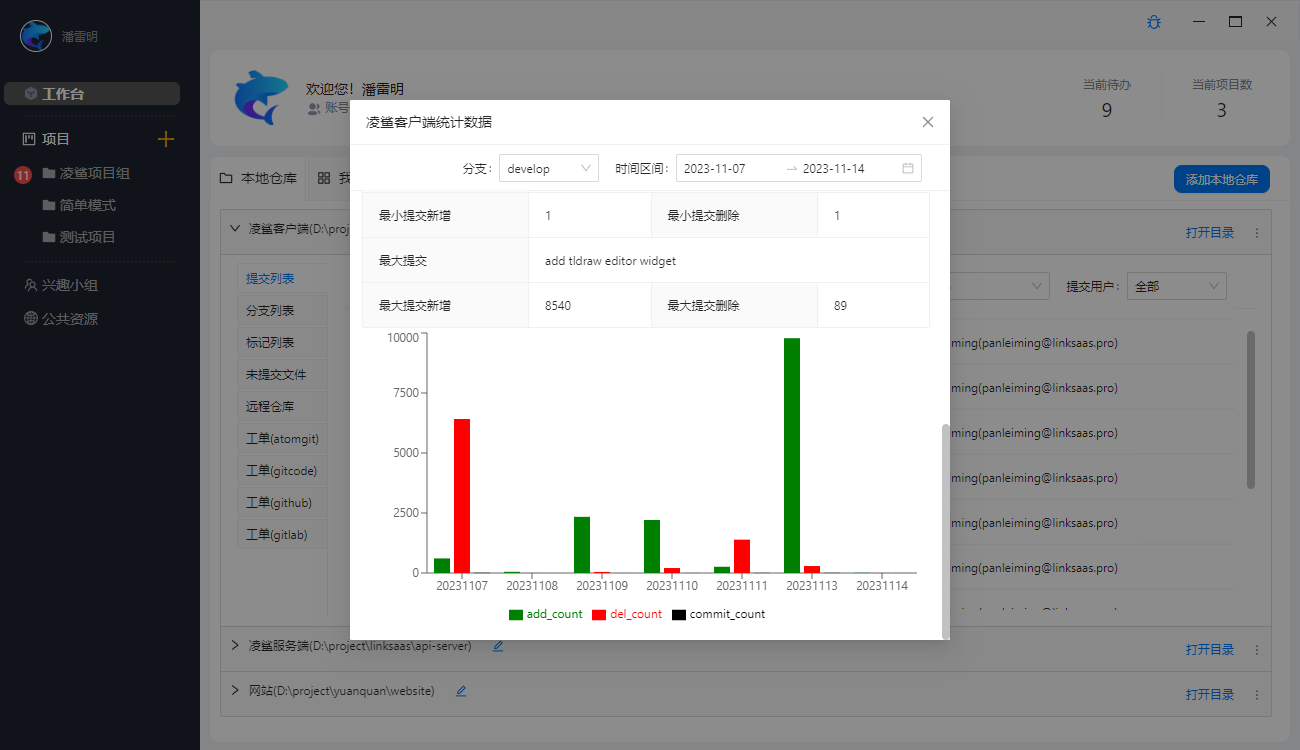 潘雷明
工作台
项目
11
凌鲨项目组
简单模式
测试项目
兴趣小组
公共资源
欢迎您！潘雷明
账号
当前待办
9
当前项目数
3
本地仓库
我
添加本地仓库
凌鲨客户端(D:\proj
打开目录
提交列表
分支列表
标记列表
未提交文件
远程仓库
工单(atomgit)
工单(gitcode)
工单(github)
工单(gitlab)
提交用户：
全部
ming(panleiming@linksaas.pro)
ming(panleiming@linksaas.pro)
ming(panleiming@linksaas.pro)
ming(panleiming@linksaas.pro)
ming(panleiming@linksaas.pro)
ming(panleiming@linksaas.pro)
凌鲨客户端统计数据
分支：
develop
时间区间：
2023-11-07
2023-11-14
最小提交新增
1
最小提交删除
1
最大提交
add tldraw editor widget
最大提交新增
8540
最大提交删除
89
10000
7500
5000
2500
0
20231107 20231108 20231109 20231110 20231111 20231113 20231114
add_count del_count commit_count
凌鲨服务端(D:\project\linksaas\api-server)
打开目录
网站(D:\project\yuanquan\website)
打开目录